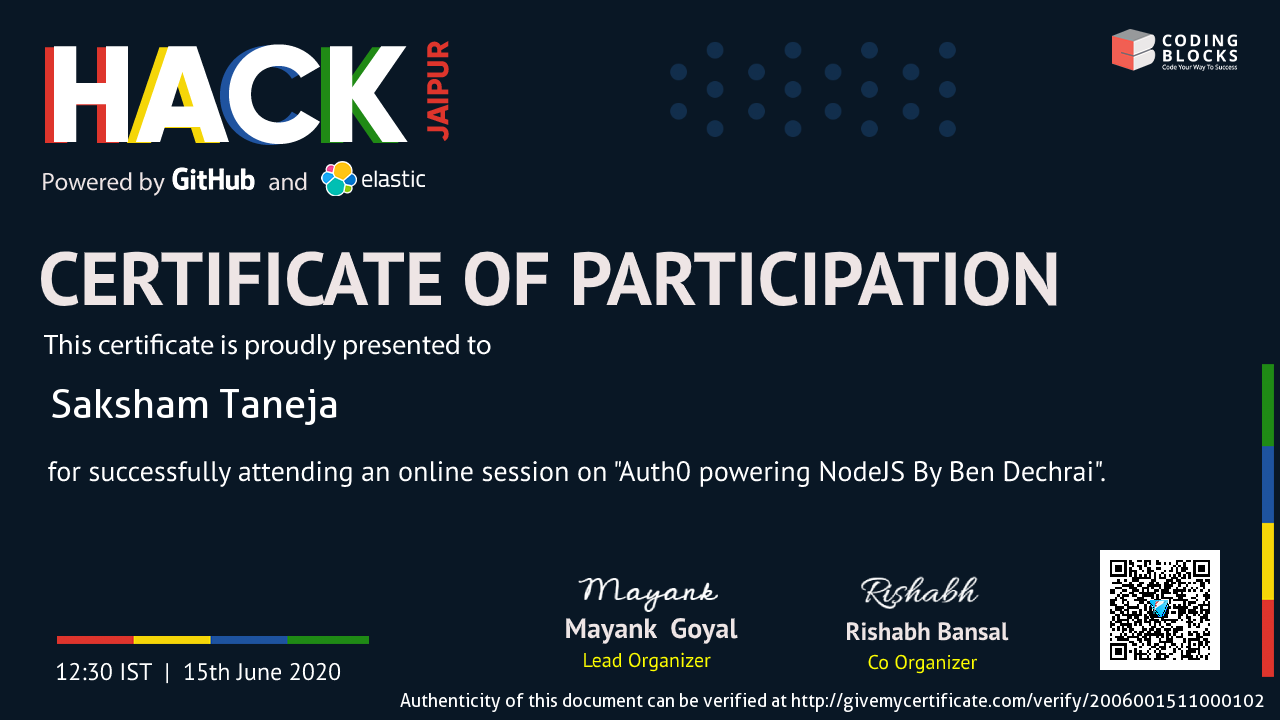 HACK JAIPUR
CODING
BLOCKS
Code Your Way To Success
Powered by GitHub and elastic
CERTIFICATE OF PARTICIPATION
This certificate is proudly presented to
Saksham Taneja
for successfully attending an online session on "Auth0 powering NodeJS By Ben Dechrai".
Mayank
Mayank Goyal
Lead Organizer
Rishabh
Rishabh Bansal
Co Organizer
12:30 IST | 15th June 2020
Authenticity of this document can be verified at http://givemycertificate.com/verify/2006001511000102